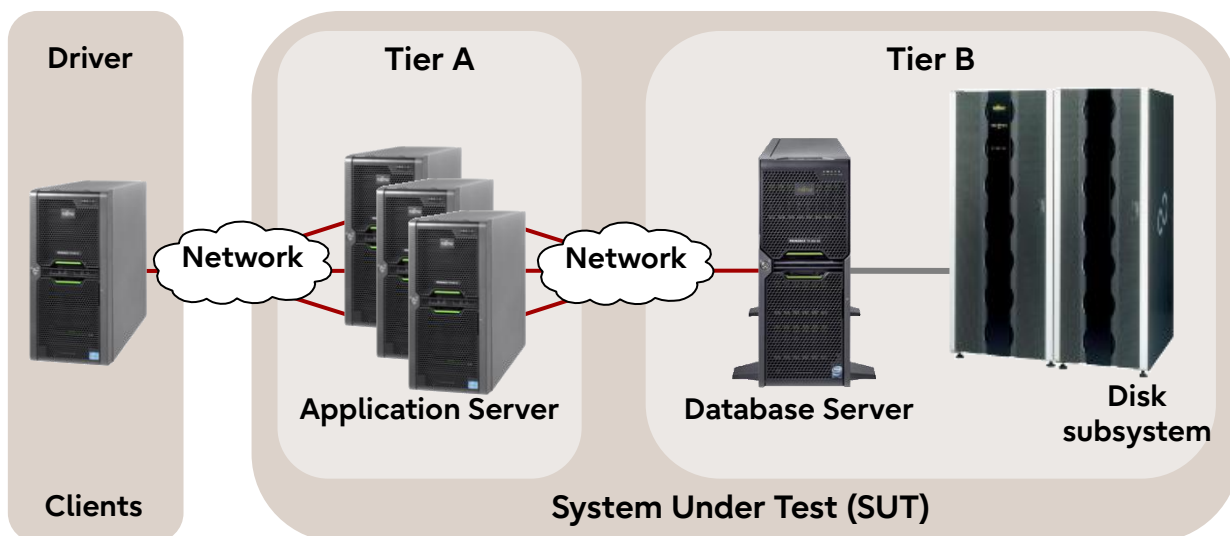 Driver
Tier A
Tier B
Network
Network
Application Server
Database Server
Disk
subsystem
Clients
System Under Test (SUT)